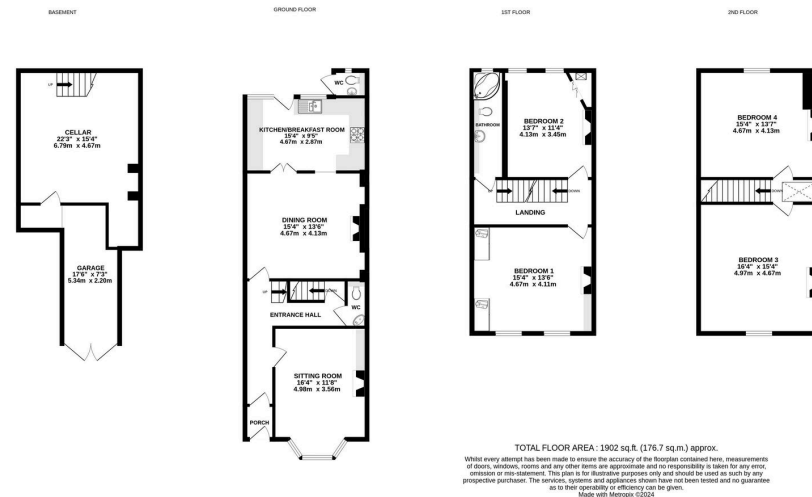 BASEMENT
UP
CELLAR
22'3" x 15'4"
6.79m x 4.67m
GARAGE
17'6" x 7'3"
5.34m x 2.20m
GROUND FLOOR
WC
KITCHEN/BREAKFAST ROOM
15'4" x 9'5"
4.67m x 2.87m
DINING ROOM
15'4" x 13'6"
4.67m x 4.13m
UP
DOWN
WC
ENTRANCE HALL
SITTING ROOM
16'4" x 11'8"
4.98m x 3.56m
PORCH
1ST FLOOR
BATHROOM
BEDROOM 2
13'7" x 11'4"
4.13m x 3.45m
UP
DOWN
LANDING
BEDROOM 1
15'4" x 13'6"
4.67m x 4.11m
2ND FLOOR
BEDROOM 4
15'4" x 13'7"
4.67m x 4.13m
DOWN
BEDROOM 3
16'4" x 15'4"
4.97m x 4.67m
TOTAL FLOOR AREA : 1902 sq.ft. (176.7 sq.m.) approx.
Whilst every attempt has been made to ensure the accuracy of the floorplan contained here, measurements
of doors, windows, rooms and any other items are approximate and no responsibility is taken for any error,
omission or mis-statement. This plan is for illustrative purposes only and should be used as such by any
prospective purchaser. The services, systems and appliances shown have not been tested and no guarantee
as to their operability or efficiency can be given.
Made with Metropix ©2024